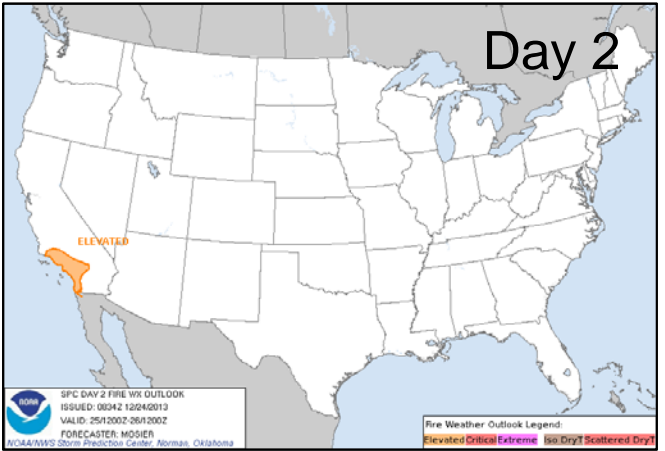 Day 2
ELEVATED
NOAA
SPC DAY 2 FIRE WX OUTLOOK
ISSUED: 0834Z 12/24/2013
VALID: 25/1200Z-26/1200Z
FORECASTER: MOSIER
NOAA/NWS Storm Prediction Center, Norman, Oklahoma
Fire Weather Outlook Legend:
Elevated Critical Extreme Iso DryT Scattered DryT